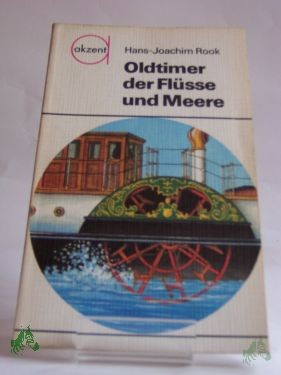 akzent
Hans-Joachim Rook
Oldtimer
der Flüsse
und Meere